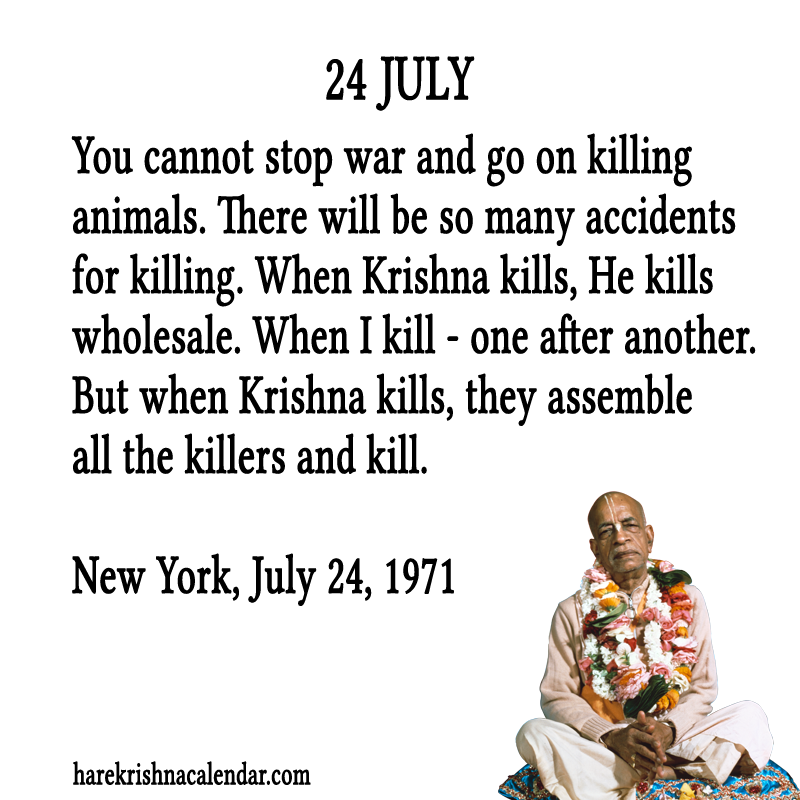 24 JULY
You cannot stop war and go on killing
animals. There will be so many accidents
for killing. When Krishna kills, He kills
wholesale. When I kill - one after another.
But when Krishna kills, they assemble
all the killers and kill.
New York, July 24, 1971
harekrishnacalendar.com